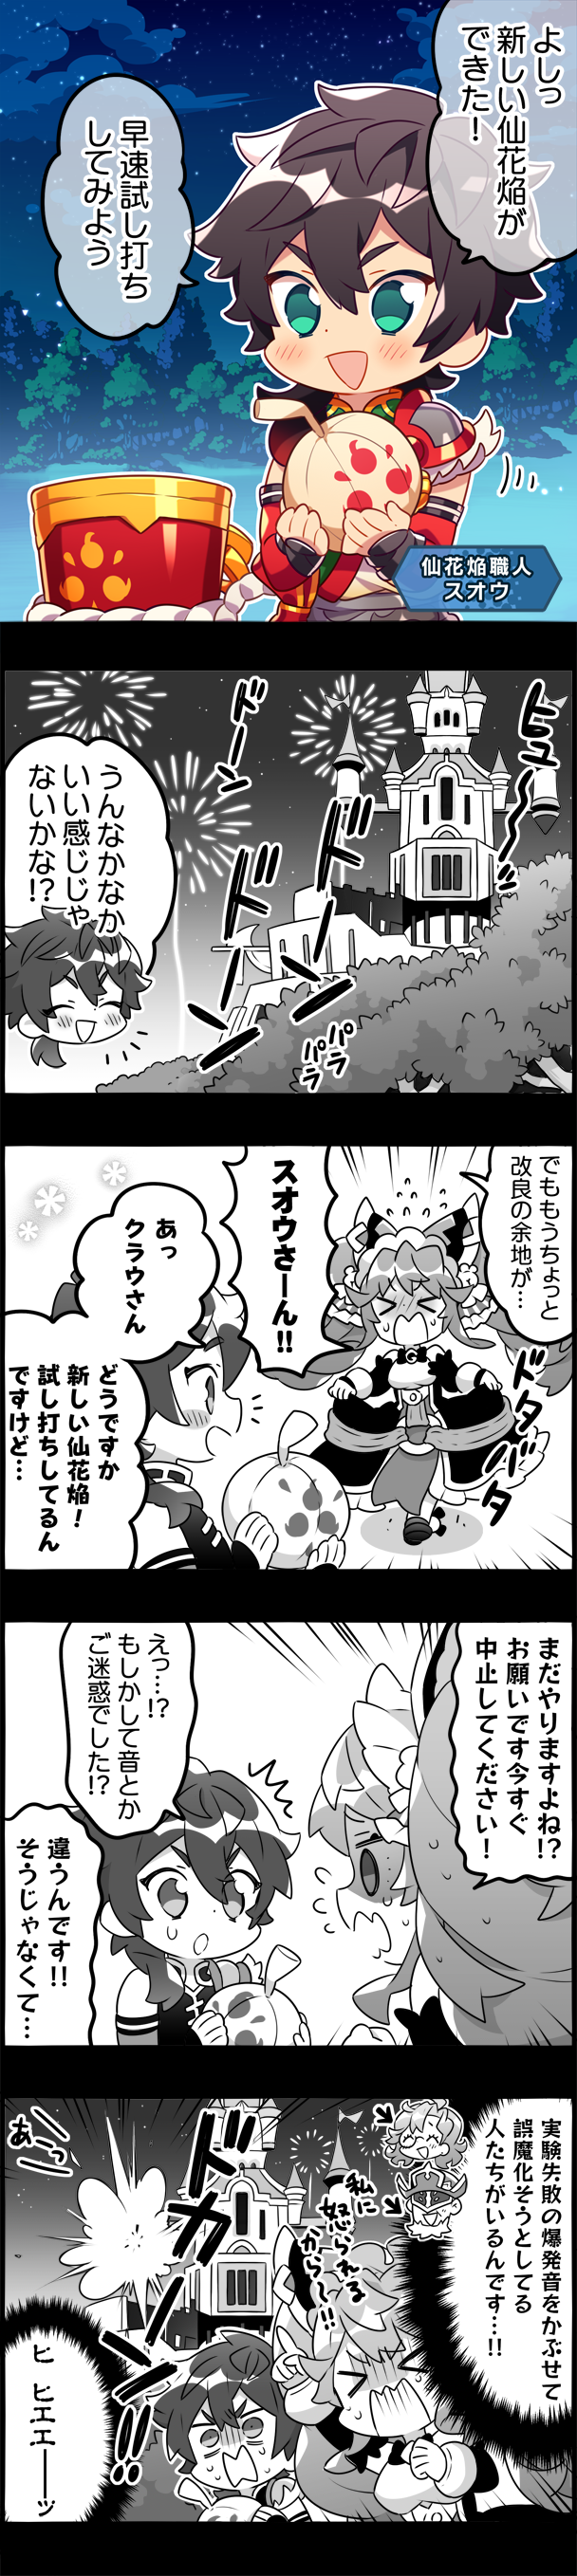 よしっ
新しい仙花焔が
できた！
早速試し打ち
してみよう
仙花焔職人
スオウ
ヒュ〜〜
ドーン
ドーン
ドーン
パラ
パラ
うんなかなか
いい感じじゃ
ないかな!?
でももうちょっと
改良の余地が…
スオウさーん!!
ドタ
バタ
あっ
クラウさん
どうですか
新しい仙花焔！
試し打ちしてるん
ですけど…
まだやりますよね!?
お願いです今すぐ
中止してください！
えっ…!?
もしかして音とか
ご迷惑でした!?
違うんです!!
そうじゃなくて…
実験失敗の爆発音をかぶせて
誤魔化そうとしてる
人たちがいるんです…!!
私に
怒られる
から〜!!
ドカーン!!!
あーっ
ヒ ヒエエーッ